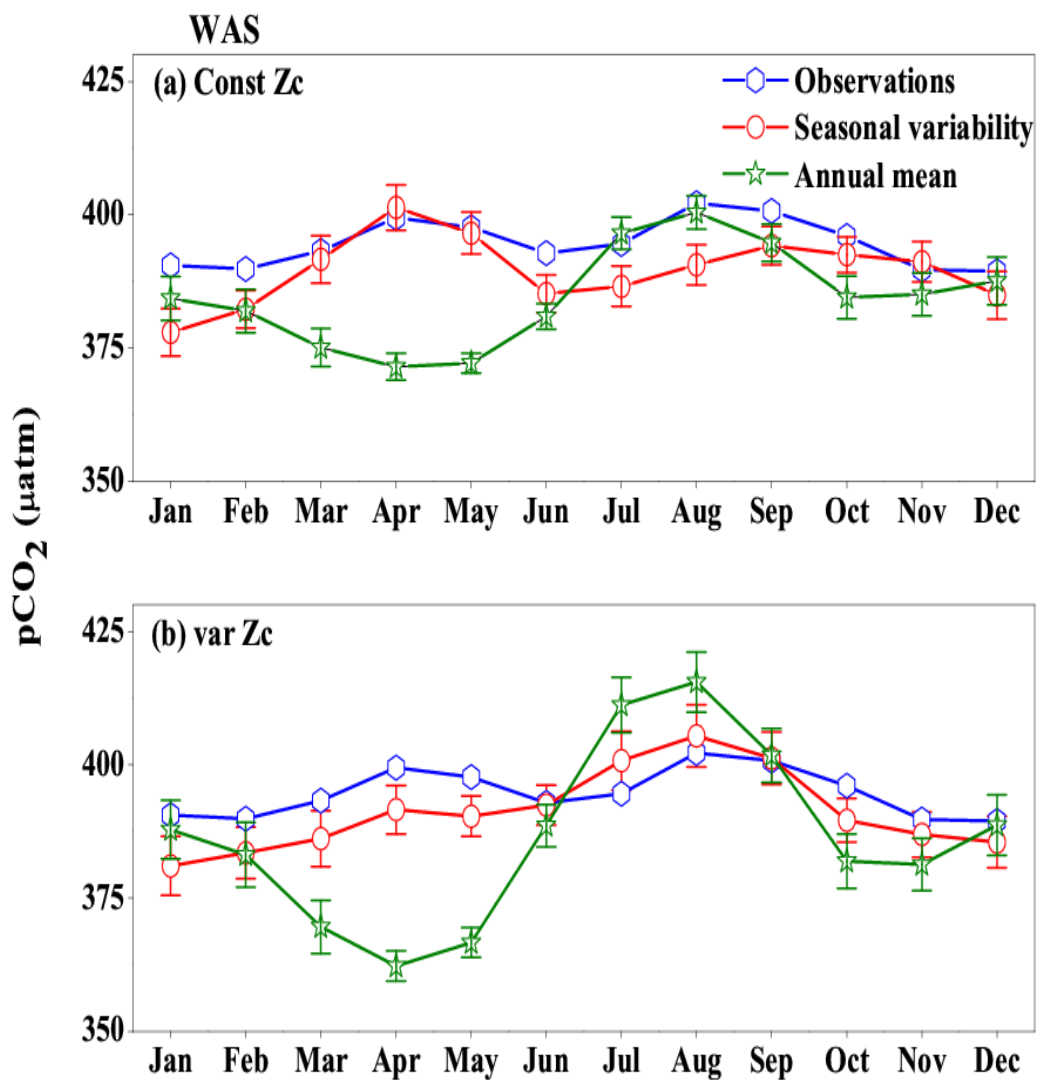 WAS
(a) Const Zc
Observations
Seasonal variability
Annual mean
425
400
375
350
Jan Feb Mar Apr May Jun Jul Aug Sep Oct Nov Dec
pCO₂ (µatm)
(b) var Zc
425
400
375
350
Jan Feb Mar Apr May Jun Jul Aug Sep Oct Nov Dec